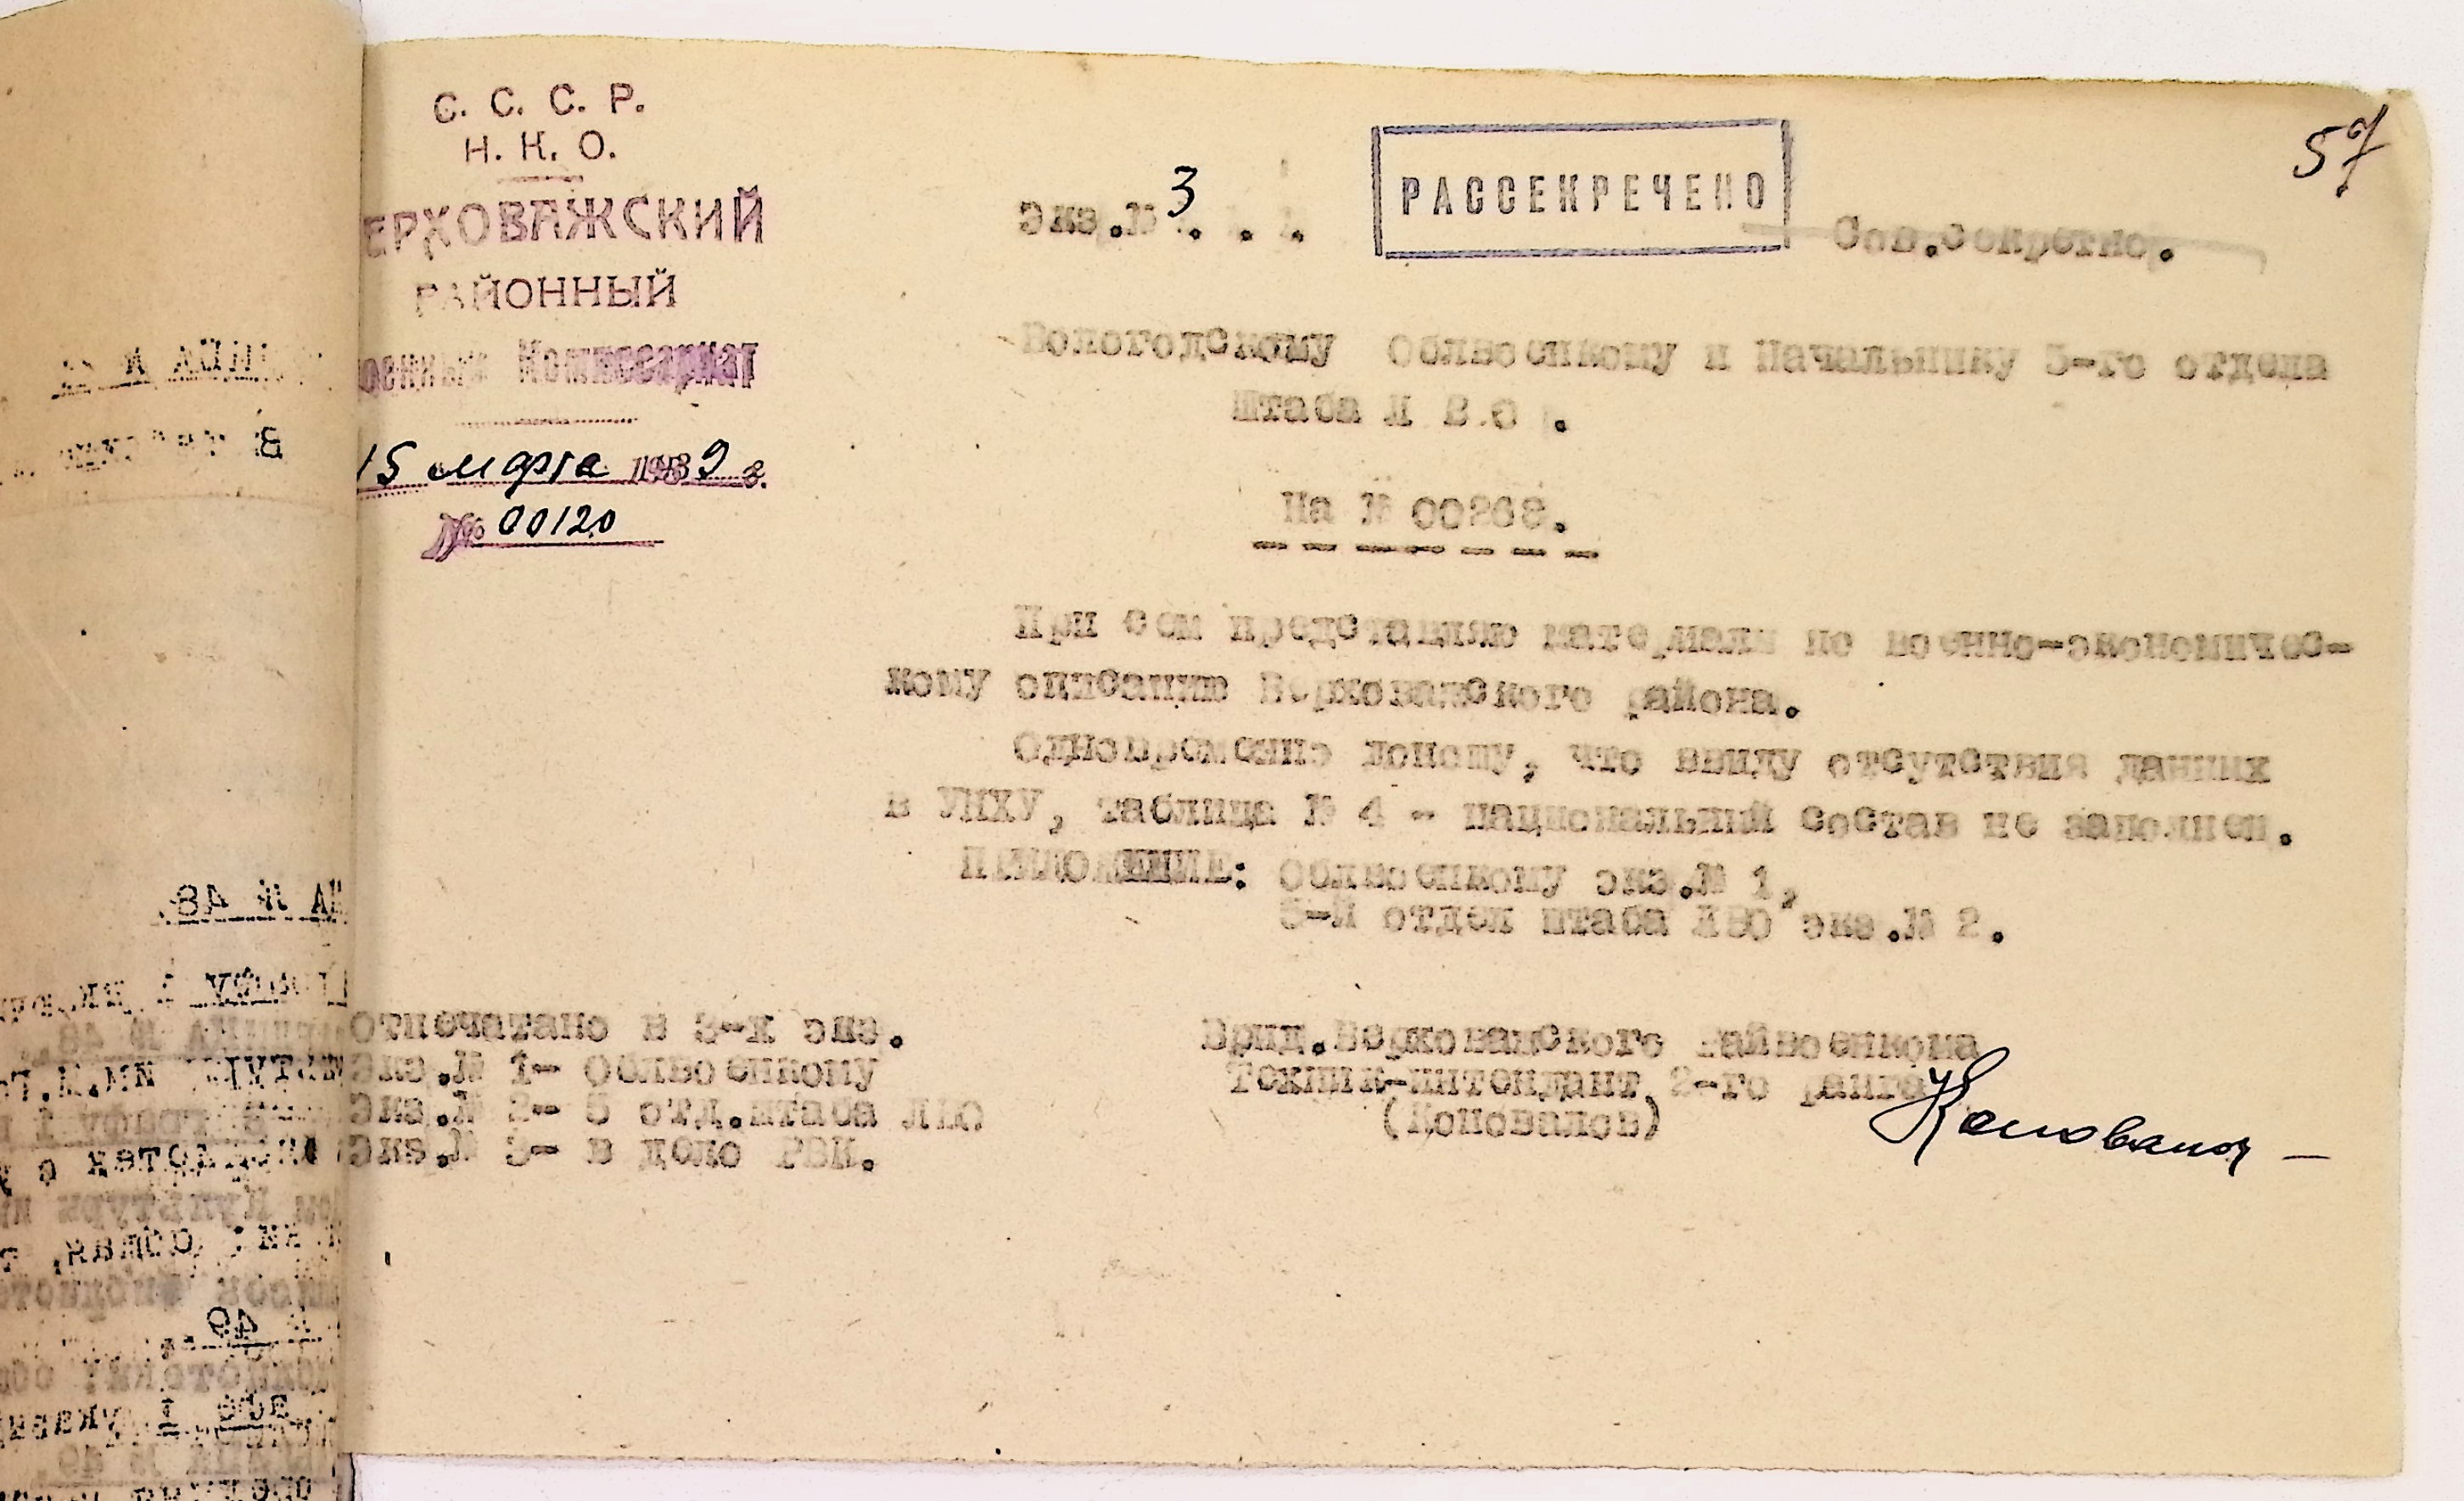 С. С. С. Р.
Н. К. О.
ЕРХОВАЖСКИЙ
РАЙОННЫЙ
военный Комиссариат
15 марта 1939 г.
№ 00120
57
Экз.№ 3. . .
РАССЕКРЕЧЕНО
Сов.секретно.
Вологодскому Облвоенкому и Начальнику 5-го отдела
штаба Л В.О .
На № 00268.
При сем представляю материалы по военно-экономичес-
кому описанию Верховажского района.
Одновременно доношу, что ввиду отсутствия данных
в УНХУ, таблица № 4 - национальный состав не заполнен.
ПРИЛОЖЕНИЕ: Облвоенкому экз.№ 1,
5-й отдел штаба ЛВО экз.№ 2.
Отпечатано в 3-х экз.
Экз.№ 1- Облвоенкому
Экз.№ 2- 5 отд.штаба ЛВО
Экз.№ 3- в дело РВК.
Врид.Верховажского Райвоенкома
Техник-интендант 2-го ранга
(Коновалов)
Коновалов